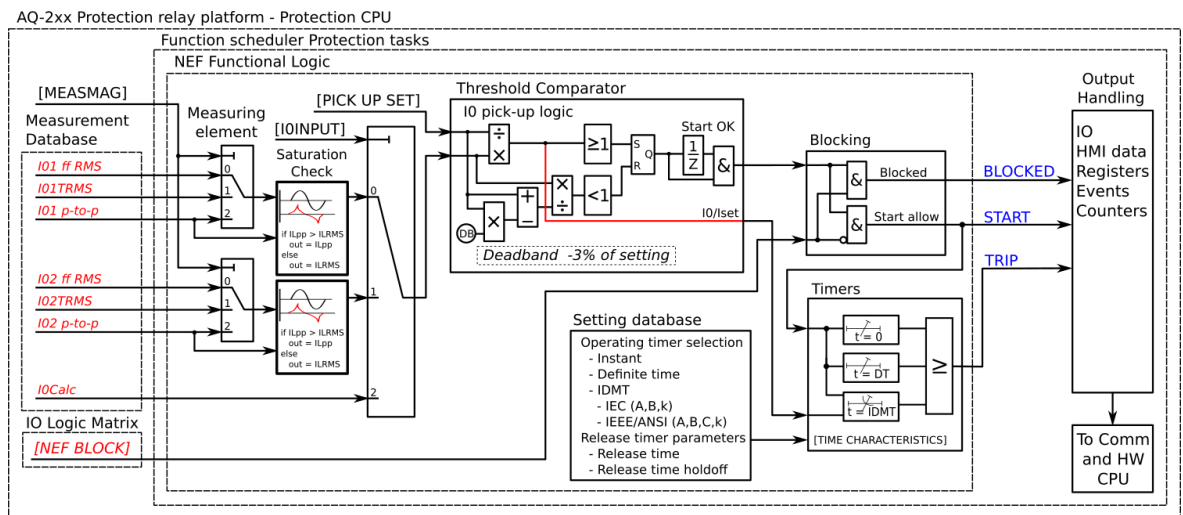 AQ-2xx Protection relay platform - Protection CPU
Function scheduler Protection tasks
NEF Functional Logic
[MEASMAG]
Measurement
Database
I01 ff RMS
I01TRMS
I01 p-to-p
I02 ff RMS
I02TRMS
I02 p-to-p
I0Calc
IO Logic Matrix
[NEF BLOCK]
Measuring
element
0
1
2
0
1
2
Saturation
Check
if ILpp > ILRMS
out = ILpp
else
out = ILRMS
if ILpp > ILRMS
out = ILpp
else
out = ILRMS
[PICK UP SET]
[I0INPUT]
0
1
2
Threshold Comparator
I0 pick-up logic
÷
×
≥1
S
R
Q
Start OK
1
Z
&
×
÷
<1
+
−
×
DB
I0/Iset
Deadband -3% of setting
Blocking
&
Blocked
&
Start allow
BLOCKED
START
TRIP
Timers
t = 0
t = DT
t = IDMT
≥
[TIME CHARACTERISTICS]
Setting database
Operating timer selection
- Instant
- Definite time
- IDMT
- IEC (A,B,k)
- IEEE/ANSI (A,B,C,k)
Release timer parameters
- Release time
- Release time holdoff
Output
Handling
IO
HMI data
Registers
Events
Counters
To Comm
and HW
CPU